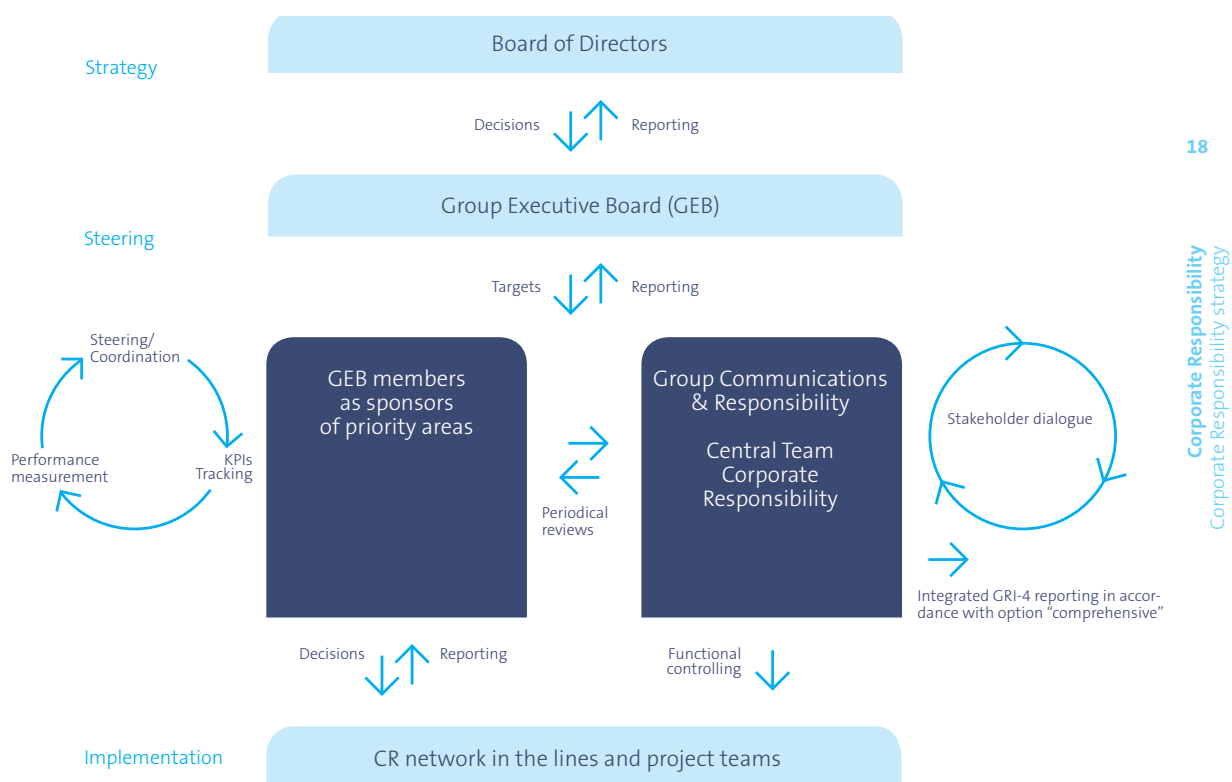 Board of Directors
Strategy
Decisions
Reporting
18
Group Executive Board (GEB)
Steering
Targets
Reporting
Corporate Responsibility
Corporate Responsibility strategy
Steering/
Coordination
KPIs
Tracking
Performance
measurement
GEB members
as sponsors
of priority areas
Periodical
reviews
Group Communications
& Responsibility
Central Team
Corporate
Responsibility
Stakeholder dialogue
Integrated GRI-4 reporting in accor-
dance with option “comprehensive”
Decisions
Reporting
Functional
controlling
Implementation
CR network in the lines and project teams